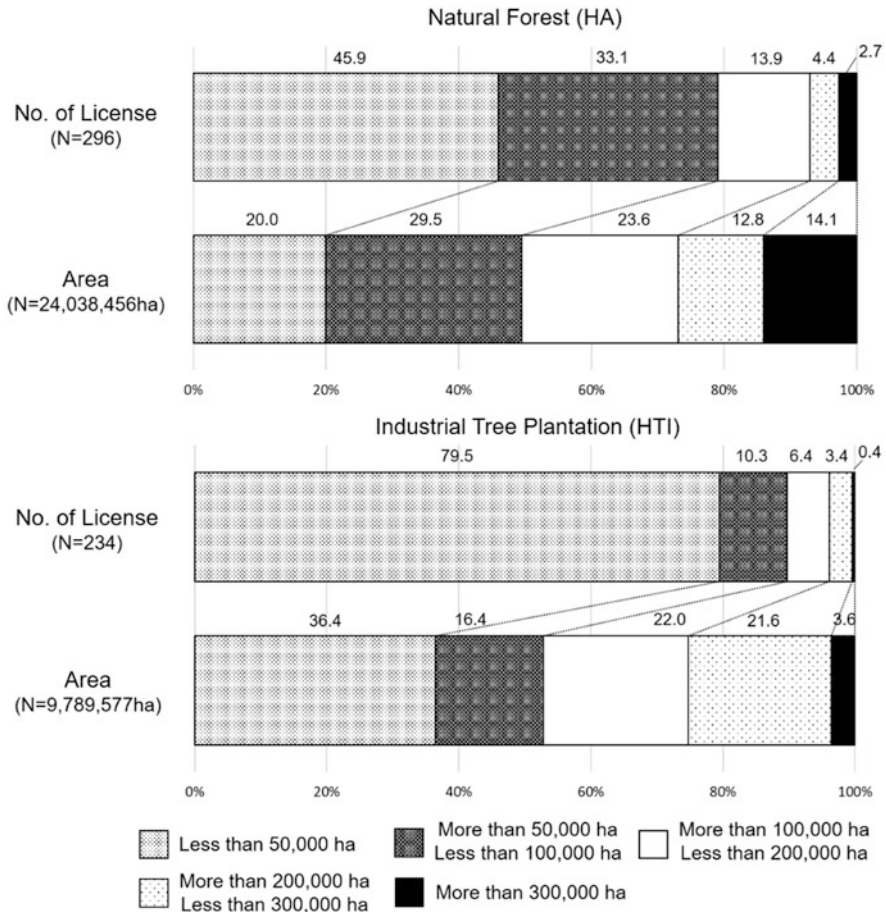 Natural Forest (HA)
45.9 33.1 13.9 4.4 2.7
No. of License
(N=296)
20.0 29.5 23.6 12.8 14.1
Area
(N=24,038,456ha)
0% 20% 40% 60% 80% 100%
Industrial Tree Plantation (HTI)
79.5 10.3 6.4 3.4 0.4
No. of License
(N=234)
36.4 16.4 22.0 21.6 3.6
Area
(N=9,789,577ha)
0% 20% 40% 60% 80% 100%
Less than 50,000 ha
More than 50,000 ha
Less than 100,000 ha
More than 100,000 ha
Less than 200,000 ha
More than 200,000 ha
Less than 300,000 ha
More than 300,000 ha